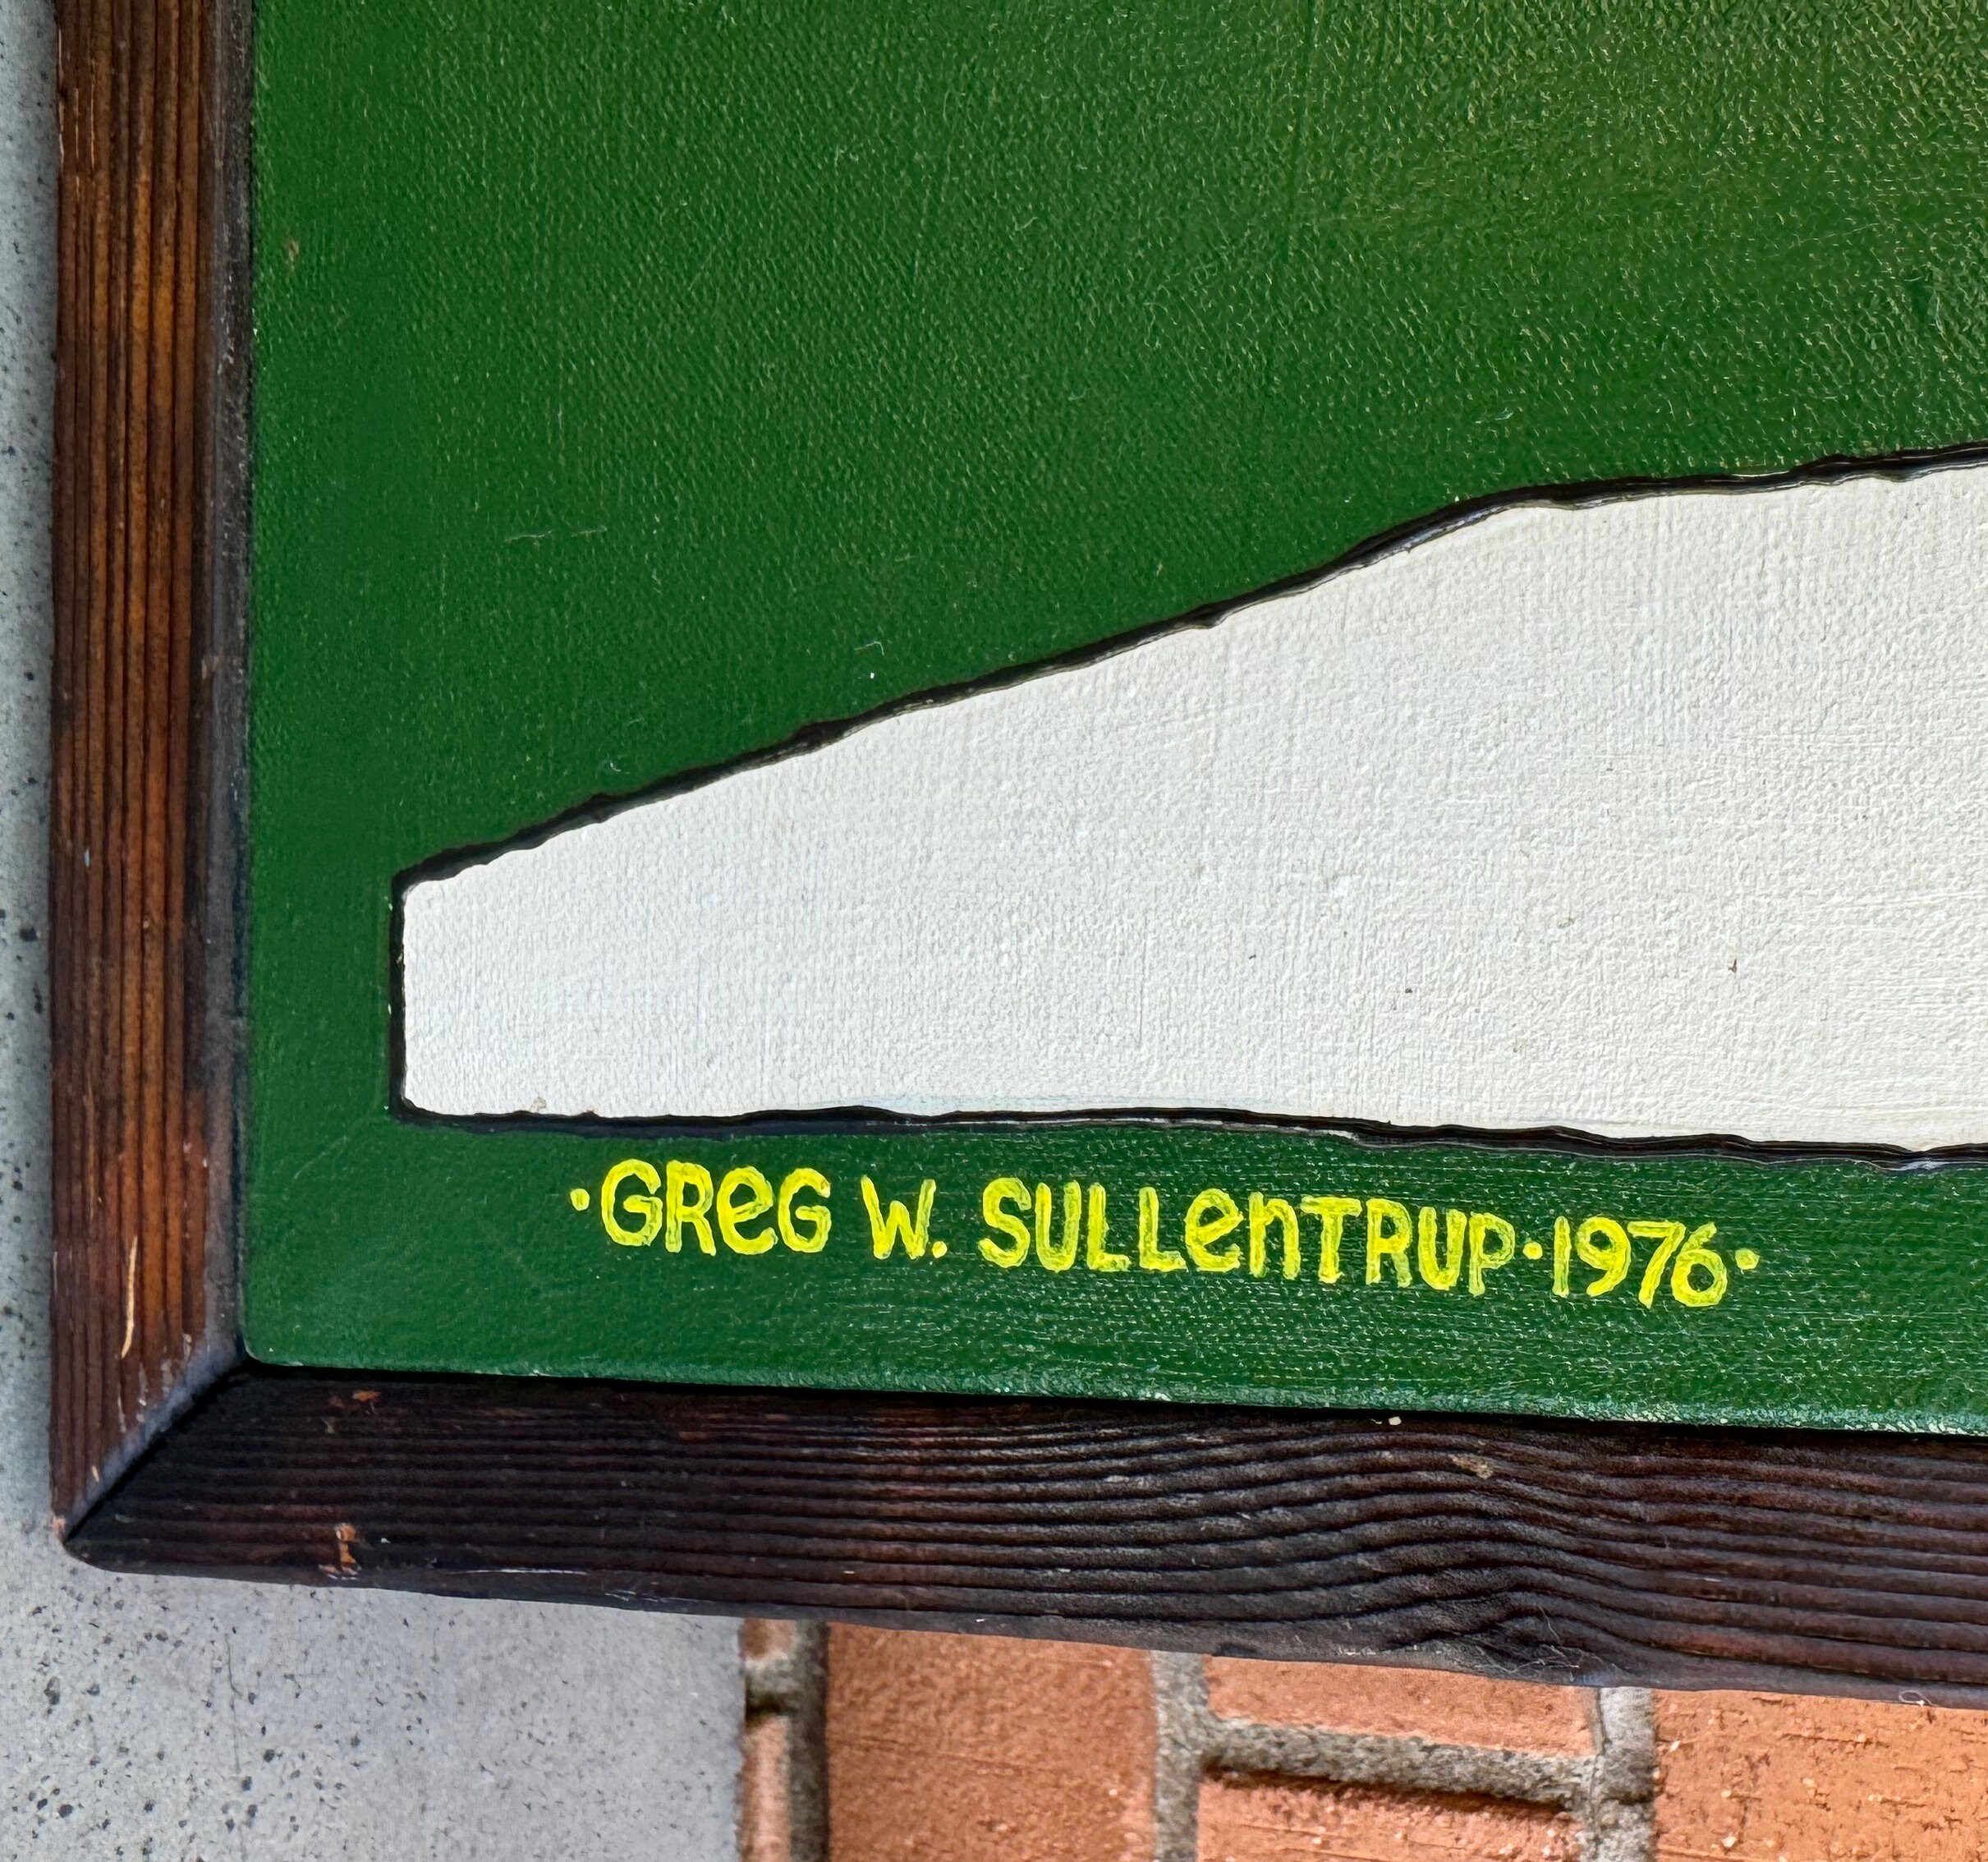 ·GReG W. SULLenTRUP·1976·